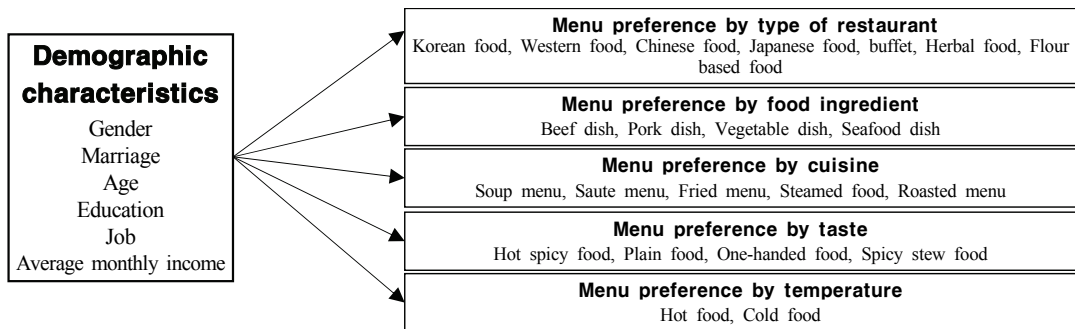 Demographic
characteristics
Gender
Marriage
Age
Education
Job
Average monthly income
Menu preference by type of restaurant
Korean food, Western food, Chinese food, Japanese food, buffet, Herbal food, Flour
based food
Menu preference by food ingredient
Beef dish, Pork dish, Vegetable dish, Seafood dish
Menu preference by cuisine
Soup menu, Saute menu, Fried menu, Steamed food, Roasted menu
Menu preference by taste
Hot spicy food, Plain food, One-handed food, Spicy stew food
Menu preference by temperature
Hot food, Cold food